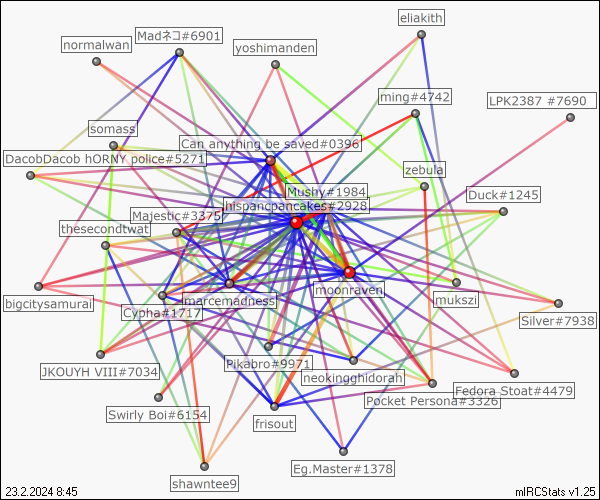 eliakith
Madネコ#6901
normalwan
yoshimanden
ming#4742
LPK2387 #7690
somass
Can anything be saved#0396
DacobDacob hORNY police#5271
zebula
Mushy#1984
Duck#1245
hispanopancakes#2928
Majestic#3375
thesecondtwat
moonraven
mukszi
bigcitysamurai
marcemadness
Cypha#1717
Silver#7938
Pikabro#9971
JKOUYH VIII#7034
neokingghidorah
Fedora Stoat#4479
Pocket Persona#3326
Swirly Boi#6154
frisout
Eg.Master#1378
shawntee9
23.2.2024 8:45
mIRCStats v1.25